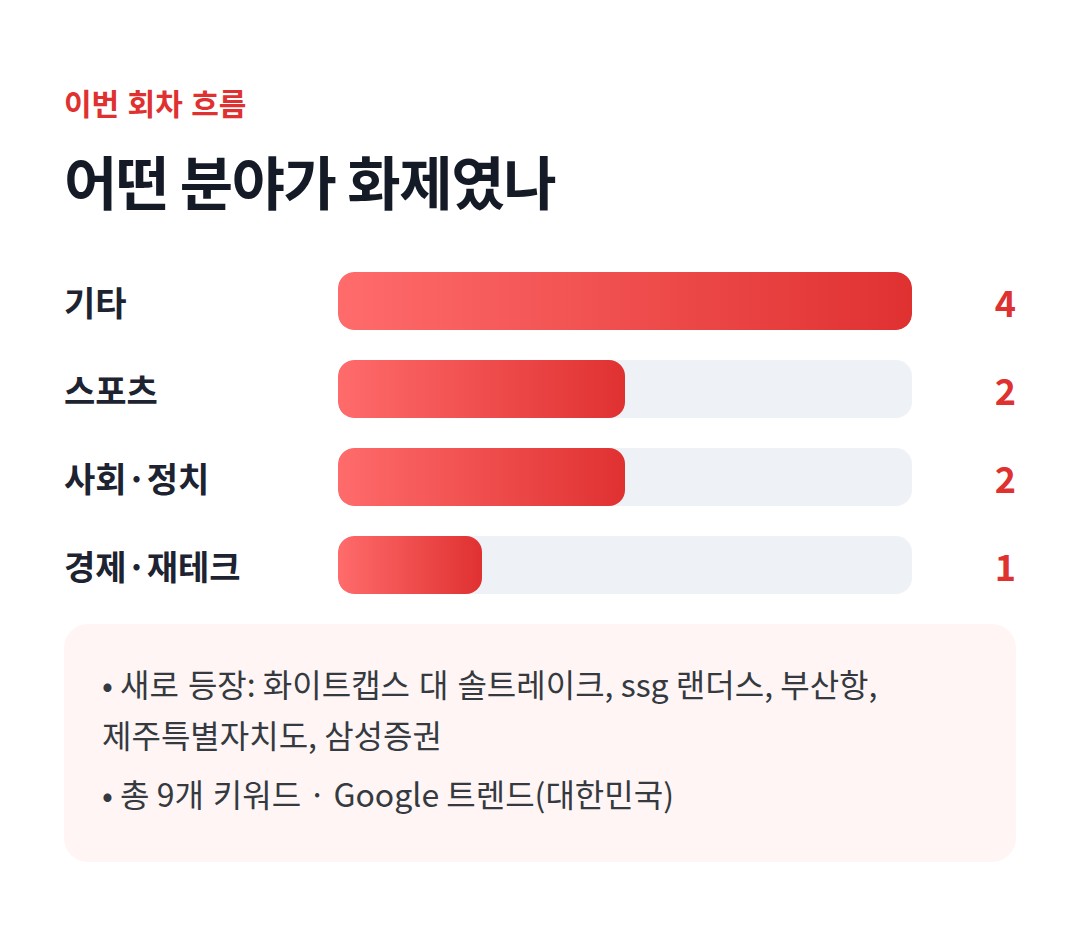 이번 회차 흐름
어떤 분야가 화제였나
기타 4
스포츠 2
사회·정치 2
경제·재테크 1
• 새로 등장: 화이트캡스 대 솔트레이크, ssg 랜더스, 부산항,
제주특별자치도, 삼성증권
• 총 9개 키워드 · Google 트렌드(대한민국)